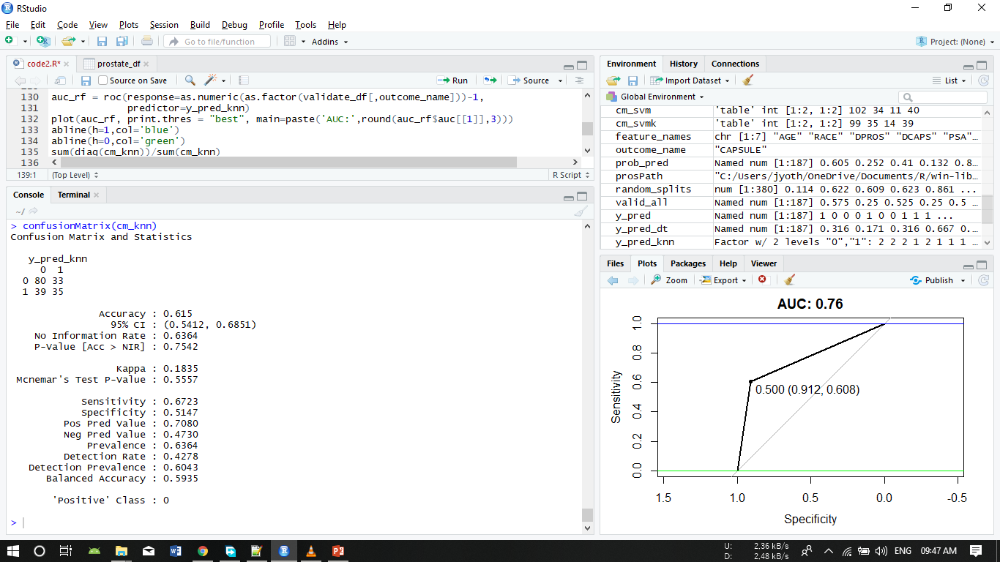 RStudio
File Edit Code View Plots Session Build Debug Profile Tools Help
Go to file/function Addins Project: (None)
code2.R* prostate_df
Source on Save Run Source
130 auc_rf = roc(response=as.numeric(as.factor(validate_df[,outcome_name]))-1,
131 predictor=y_pred_knn)
132 plot(auc_rf, print.thres = "best", main=paste('AUC:',round(auc_rf$auc[[1]],3)))
133 abline(h=1,col='blue')
134 abline(h=0,col='green')
135 sum(diag(cm_knn))/sum(cm_knn)
136
139:1 (Top Level) R Script
Console Terminal
~/
> confusionMatrix(cm_knn)
Confusion Matrix and Statistics
y_pred_knn
0 1
0 80 33
1 39 35
Accuracy : 0.615
95% CI : (0.5412, 0.6851)
No Information Rate : 0.6364
P-Value [Acc > NIR] : 0.7542
Kappa : 0.1835
Mcnemar's Test P-Value : 0.5557
Sensitivity : 0.6723
Specificity : 0.5147
Pos Pred Value : 0.7080
Neg Pred Value : 0.4730
Prevalence : 0.6364
Detection Rate : 0.4278
Detection Prevalence : 0.6043
Balanced Accuracy : 0.5935
'Positive' Class : 0
>
Environment History Connections
Import Dataset List
Global Environment
cm_svm 'table' int [1:2, 1:2] 102 34 11 40
cm_svmk 'table' int [1:2, 1:2] 99 35 14 39
feature_names chr [1:7] "AGE" "RACE" "DPROS" "DCAPS" "PSA"…
outcome_name "CAPSULE"
prob_pred Named num [1:187] 0.605 0.252 0.41 0.132 0.8…
prosPath "C:/Users/jyoth/OneDrive/Documents/R/win-lib…
random_splits num [1:380] 0.114 0.622 0.609 0.623 0.861 ...
valid_all Named num [1:187] 0.575 0.25 0.525 0.25 0.5 …
y_pred Named num [1:187] 1 0 0 0 1 0 0 1 1 1 ...
y_pred_dt Named num [1:187] 0.316 0.171 0.316 0.667 0.…
y_pred_knn Factor w/ 2 levels "0","1": 2 2 2 1 2 1 1 1 …
Files Plots Packages Help Viewer
Zoom Export Publish
AUC: 0.76
Sensitivity
1.0
0.8
0.6
0.4
0.2
0.0
0.500 (0.912, 0.608)
1.5 1.0 0.5 0.0 -0.5
Specificity
U: 2.36 kB/s
D: 2.48 kB/s
ENG 09:47 AM